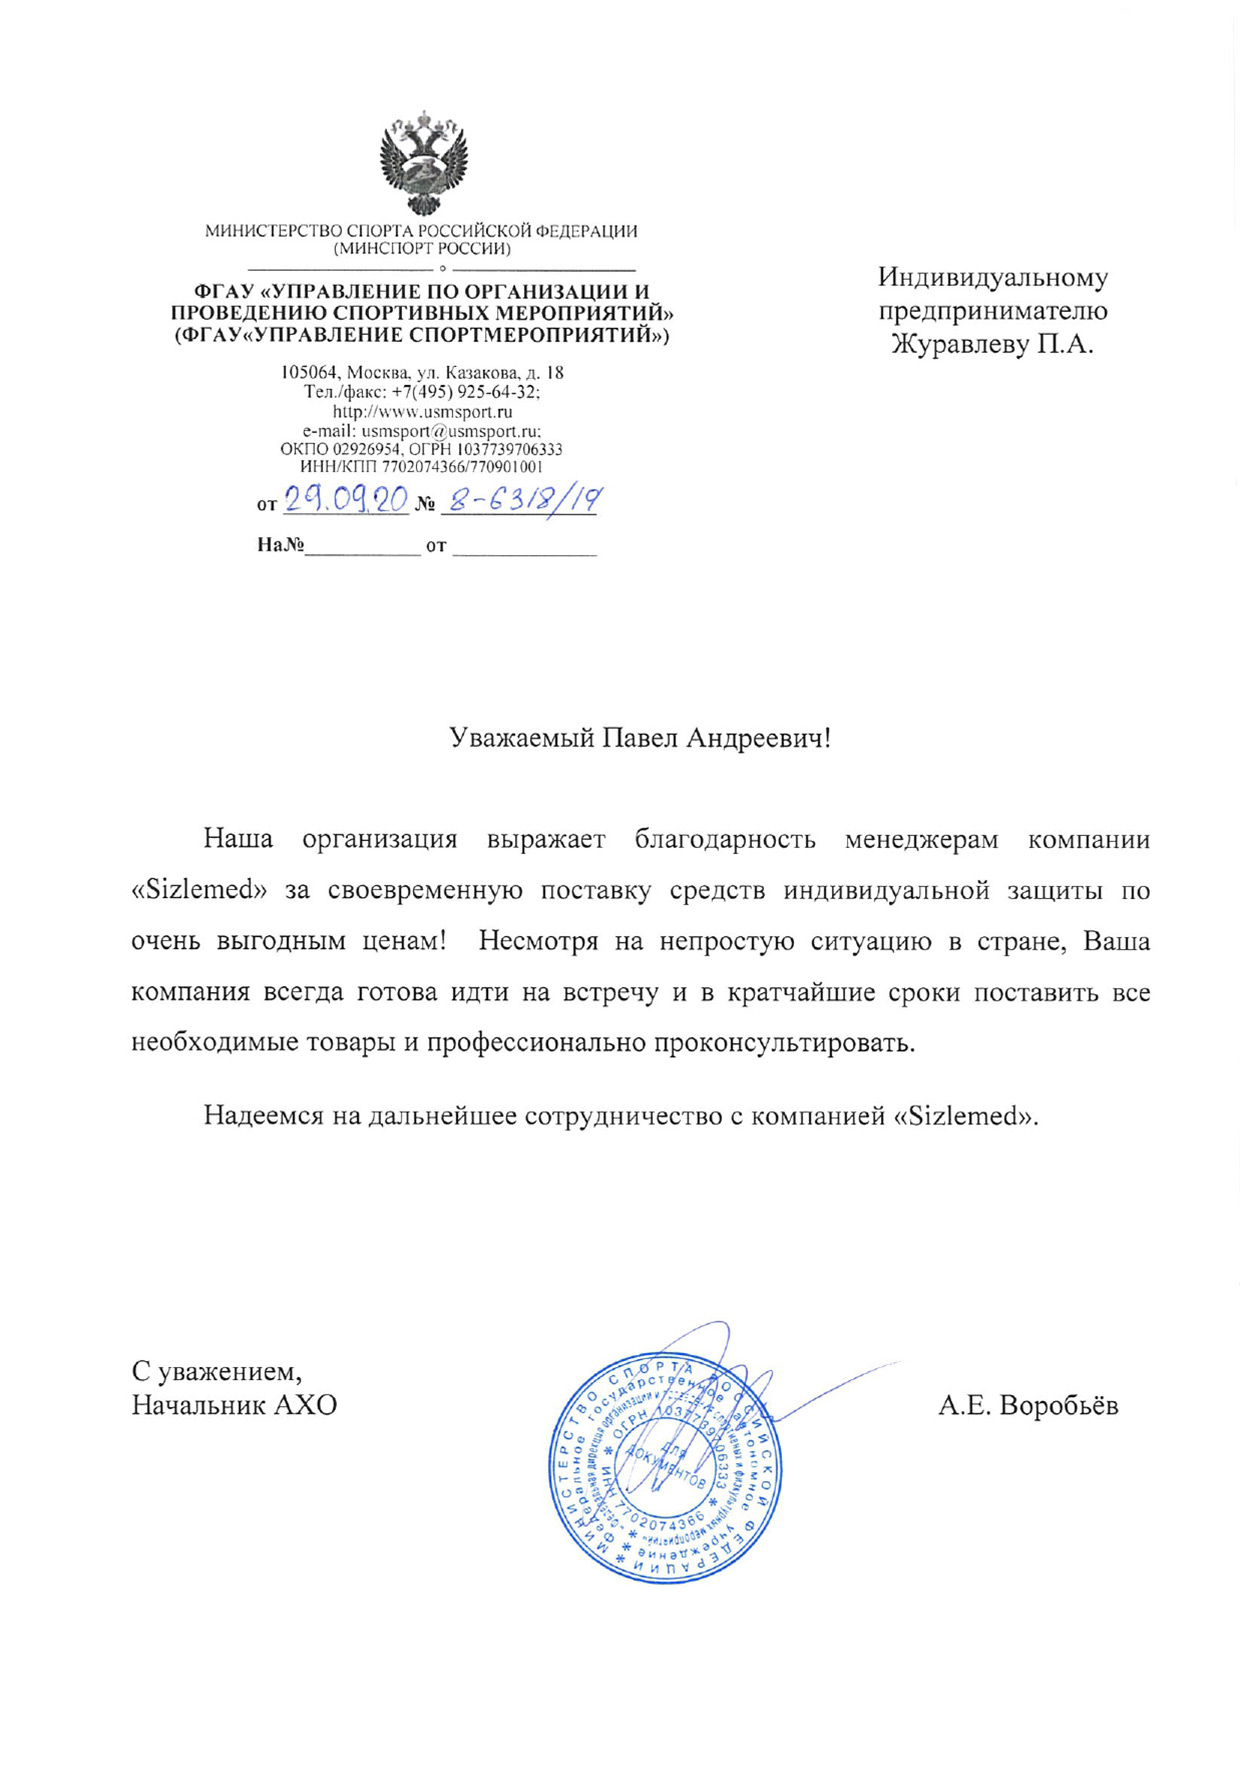 МИНИСТЕРСТВО СПОРТА РОССИЙСКОЙ ФЕДЕРАЦИИ
(МИНСПОРТ РОССИИ)
ФГАУ «УПРАВЛЕНИЕ ПО ОРГАНИЗАЦИИ И
ПРОВЕДЕНИЮ СПОРТИВНЫХ МЕРОПРИЯТИЙ»
(ФГАУ«УПРАВЛЕНИЕ СПОРТМЕРОПРИЯТИЙ»)
105064, Москва, ул. Казакова, д. 18
Тел./факс: +7(495) 925-64-32;
http://www.usmsport.ru
e-mail: usmsport@usmsport.ru;
ОКПО 02926954, ОГРН 1037739706333
ИНН/КПП 7702074366/770901001
от 29.09.20 № 8-6318/19
На№ от
Индивидуальному
предпринимателю
Журавлеву П.А.
Уважаемый Павел Андреевич!
Наша организация выражает благодарность менеджерам компании
«Sizlemed» за своевременную поставку средств индивидуальной защиты по
очень выгодным ценам! Несмотря на непростую ситуацию в стране, Ваша
компания всегда готова идти на встречу и в кратчайшие сроки поставить все
необходимые товары и профессионально проконсультировать.
Надеемся на дальнейшее сотрудничество с компанией «Sizlemed».
С уважением,
Начальник АХО
А.Е. Воробьёв
МИНИСТЕРСТВО СПОРТА РОССИЙСКОЙ ФЕДЕРАЦИИ
Федеральное государственное автономное учреждение
ОГРН 1037739706333
ИНН 7702074366
ДЛЯ
ДОКУМЕНТОВ